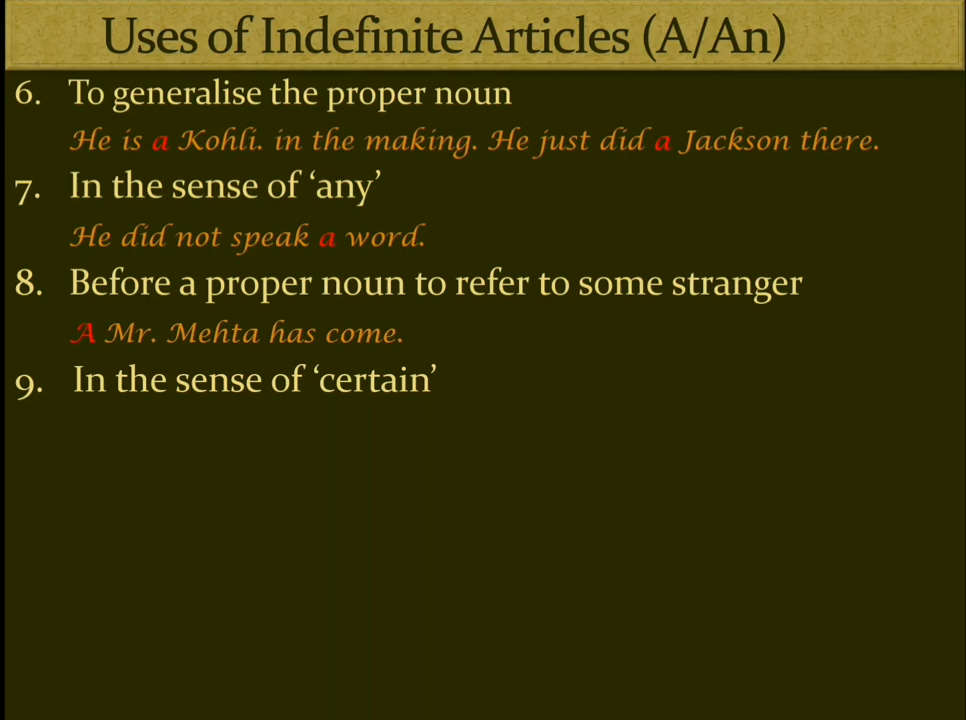 Uses of Indefinite Articles (A/An)
6. To generalise the proper noun
He is a Kohli. in the making. He just did a Jackson there.
7. In the sense of ‘any’
He did not speak a word.
8. Before a proper noun to refer to some stranger
A Mr. Mehta has come.
9. In the sense of ‘certain’